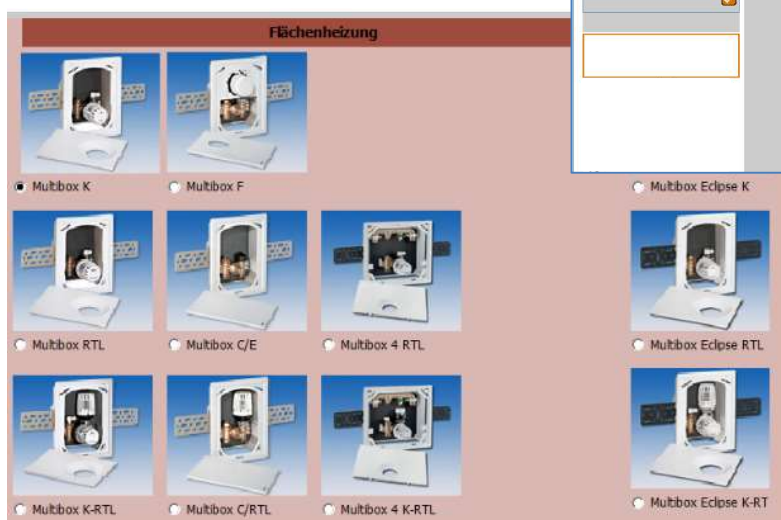 Flächenheizung
Multibox K
Multibox F
Multibox Eclipse K
Multibox RTL
Multibox C/E
Multibox 4 RTL
Multibox Eclipse RTL
Multibox K-RTL
Multibox C/RTL
Multibox 4 K-RTL
Multibox Eclipse K-RT